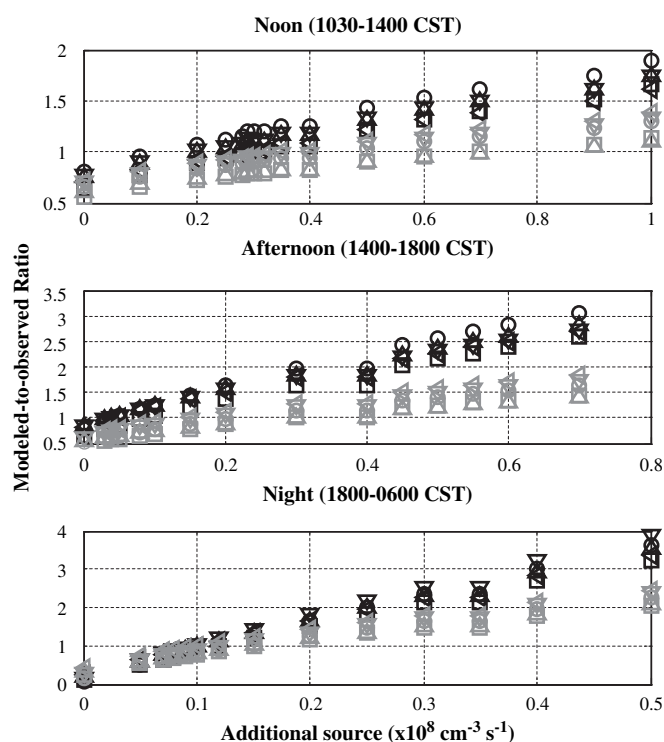 Noon (1030-1400 CST)
2
1.5
1
0.5
0 0.2 0.4 0.6 0.8 1
Afternoon (1400-1800 CST)
Modeled-to-observed Ratio
3.5
3
2.5
2
1.5
1
0.5
0 0.2 0.4 0.6 0.8
Night (1800-0600 CST)
4
3
2
1
0
0 0.1 0.2 0.3 0.4 0.5
Additional source (x10⁸ cm⁻³ s⁻¹)